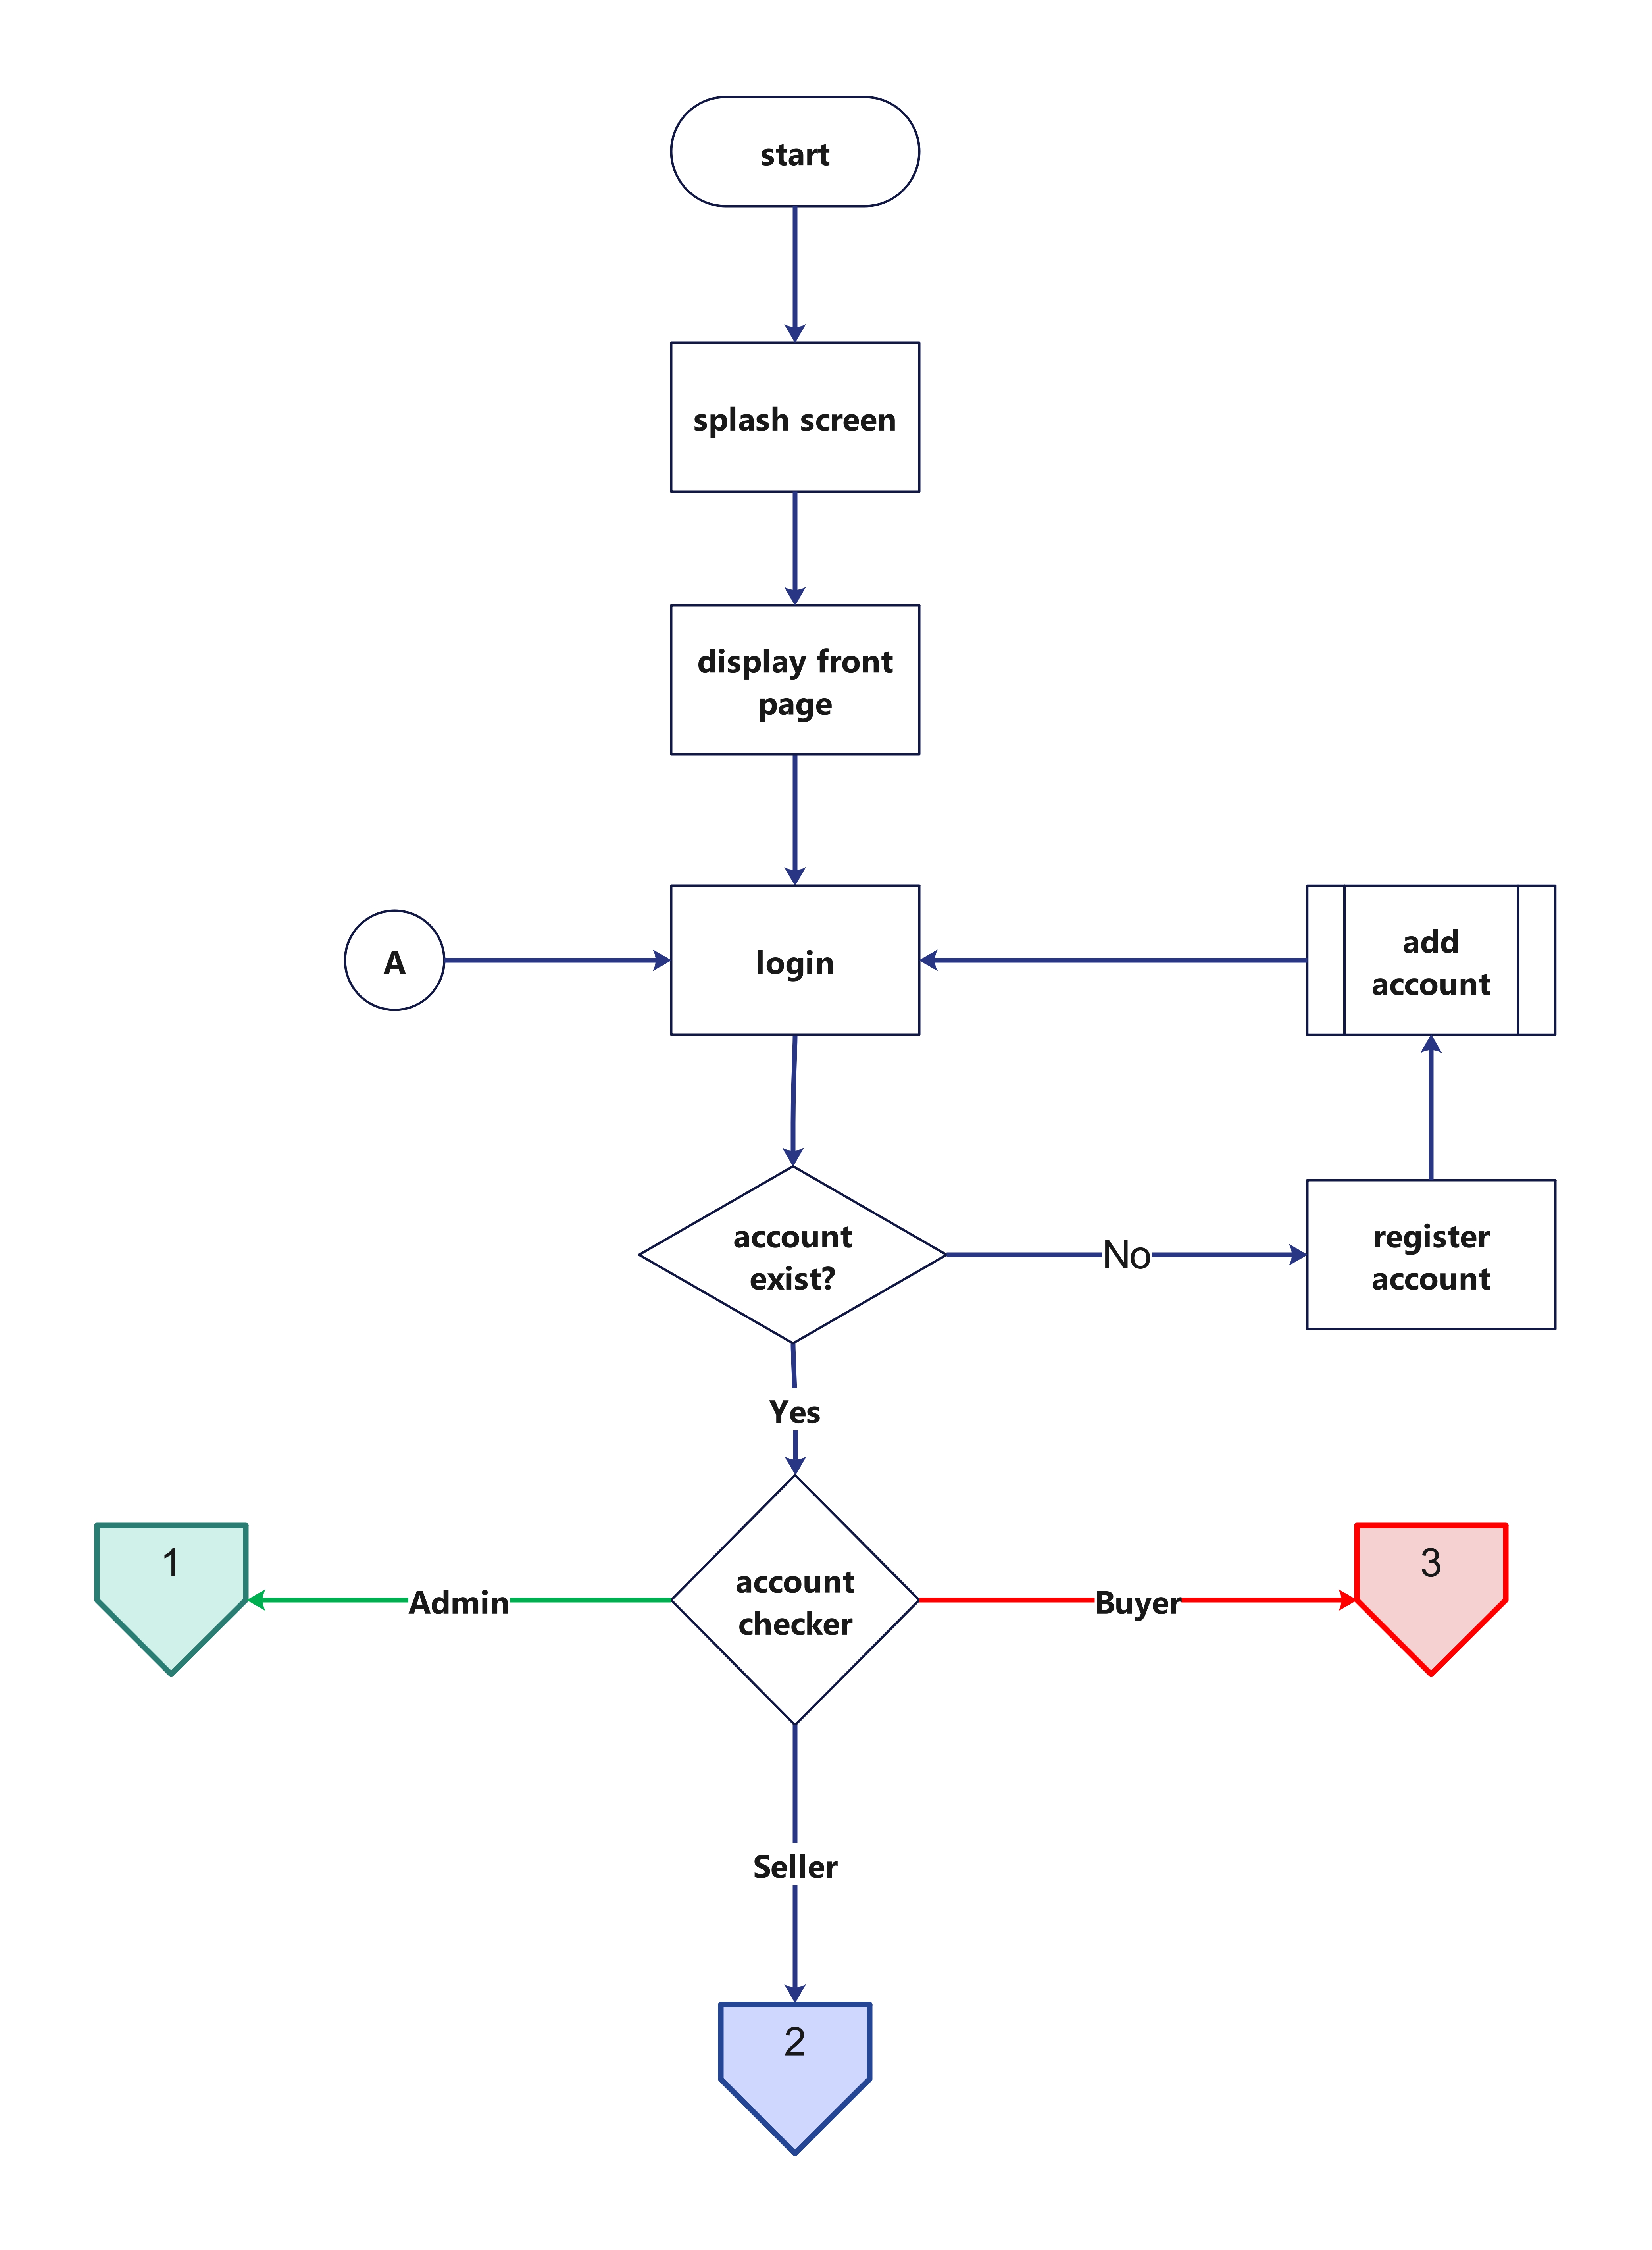 start
splash screen
display front
page
A
login
add
account
account
exist?
No
register
account
Yes
1
Admin
account
checker
Buyer
3
Seller
2